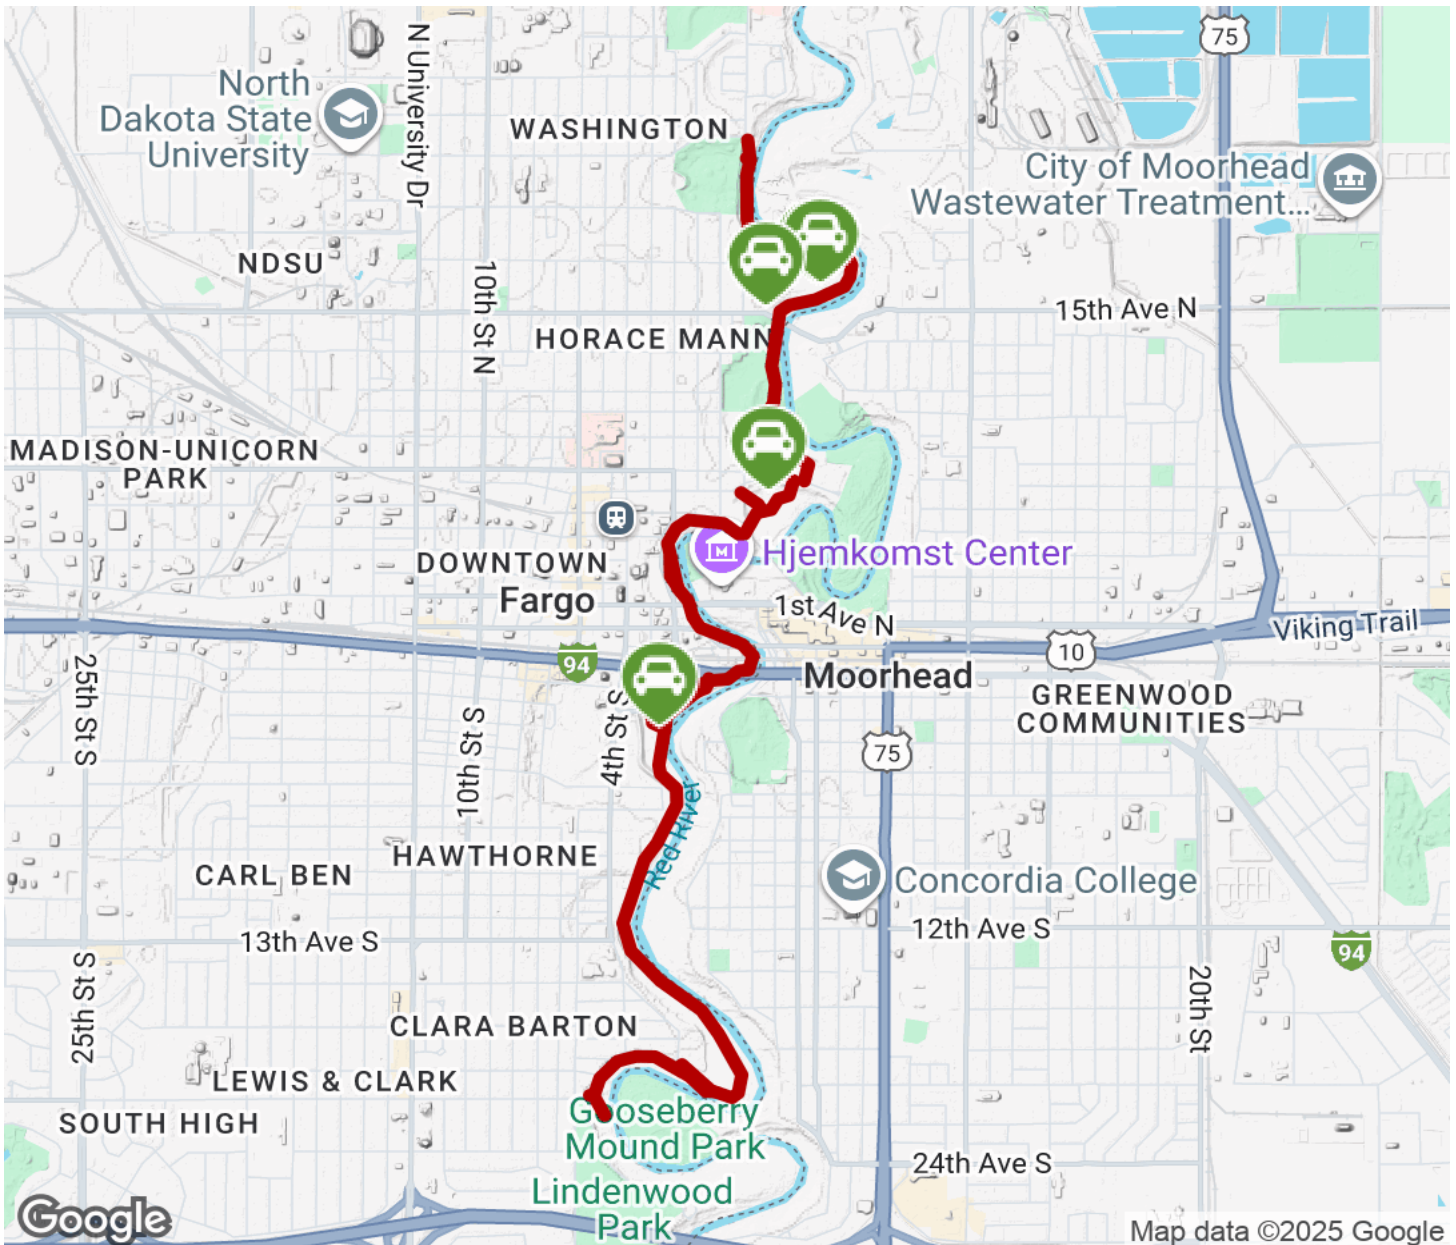 75
North
Dakota State
University
N University Dr
WASHINGTON
City of Moorhead
Wastewater Treatment...
NDSU
10th St N
15th Ave N
HORACE MANN
MADISON-UNICORN
PARK
DOWNTOWN
Fargo
Hjemkomst Center
1st Ave N
Viking Trail
94
10
Moorhead
25th St S
10th St S
4th St S
GREENWOOD
COMMUNITIES
75
Red River
HAWTHORNE
CARL BEN
Concordia College
13th Ave S
12th Ave S
94
25th St S
20th St
CLARA BARTON
LEWIS & CLARK
SOUTH HIGH
Gooseberry
Mound Park
24th Ave S
Lindenwood
Park
Google
Map data ©2025 Google